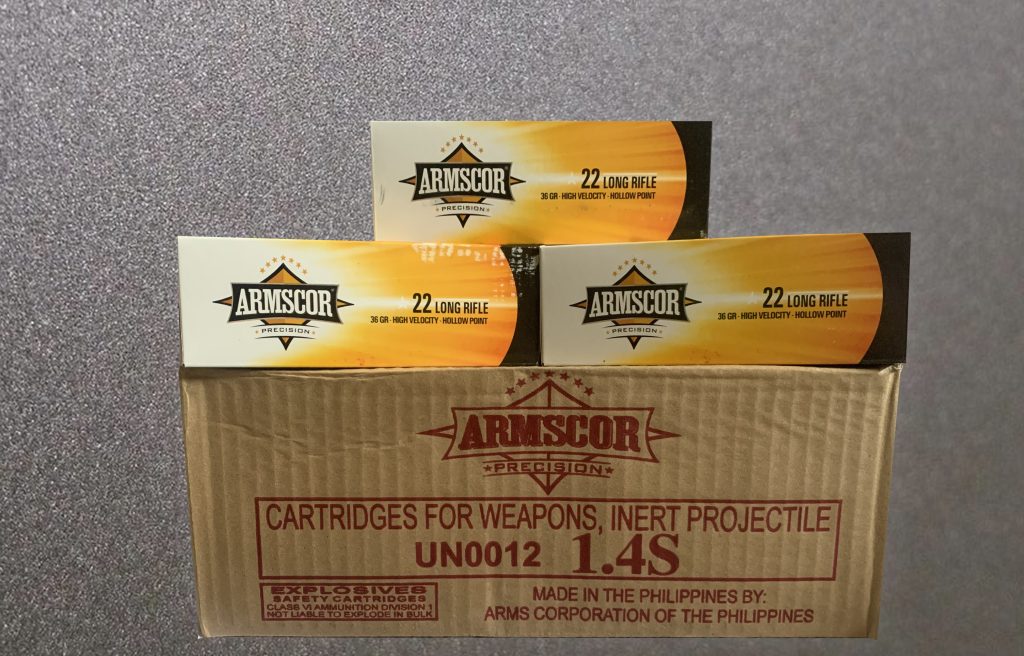 ARMSCOR
PRECISION
22 LONG RIFLE
36 GR · HIGH VELOCITY · HOLLOW POINT
ARMSCOR
PRECISION
22 LONG RIFLE
36 GR · HIGH VELOCITY · HOLLOW POINT
ARMSCOR
PRECISION
22 LONG RIFLE
36 GR · HIGH VELOCITY · HOLLOW POINT
ARMSCOR
PRECISION
CARTRIDGES FOR WEAPONS, INERT PROJECTILE
UN0012 1.4S
EXPLOSIVES
SAFETY CARTRIDGES
CLASS VI AMMUNITION DIVISION 1
NOT LIABLE TO EXPLODE IN BULK
MADE IN THE PHILIPPINES BY:
ARMS CORPORATION OF THE PHILIPPINES